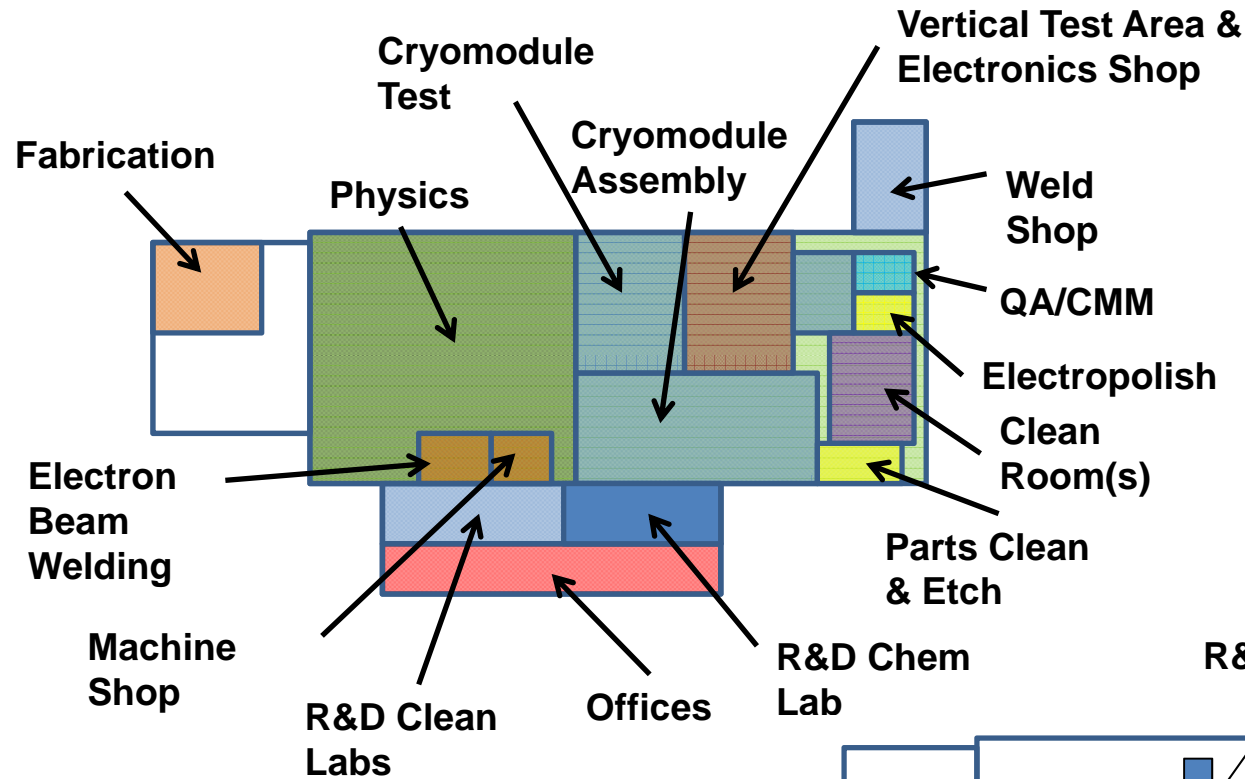 Vertical Test Area &
Electronics Shop
Cryomodule
Test
Cryomodule
Assembly
Fabrication
Physics
Weld
Shop
QA/CMM
Electropolish
Clean
Room(s)
Electron
Beam
Welding
Parts Clean
& Etch
Machine
Shop
R&D Clean
Labs
Offices
R&D Chem
Lab
R&